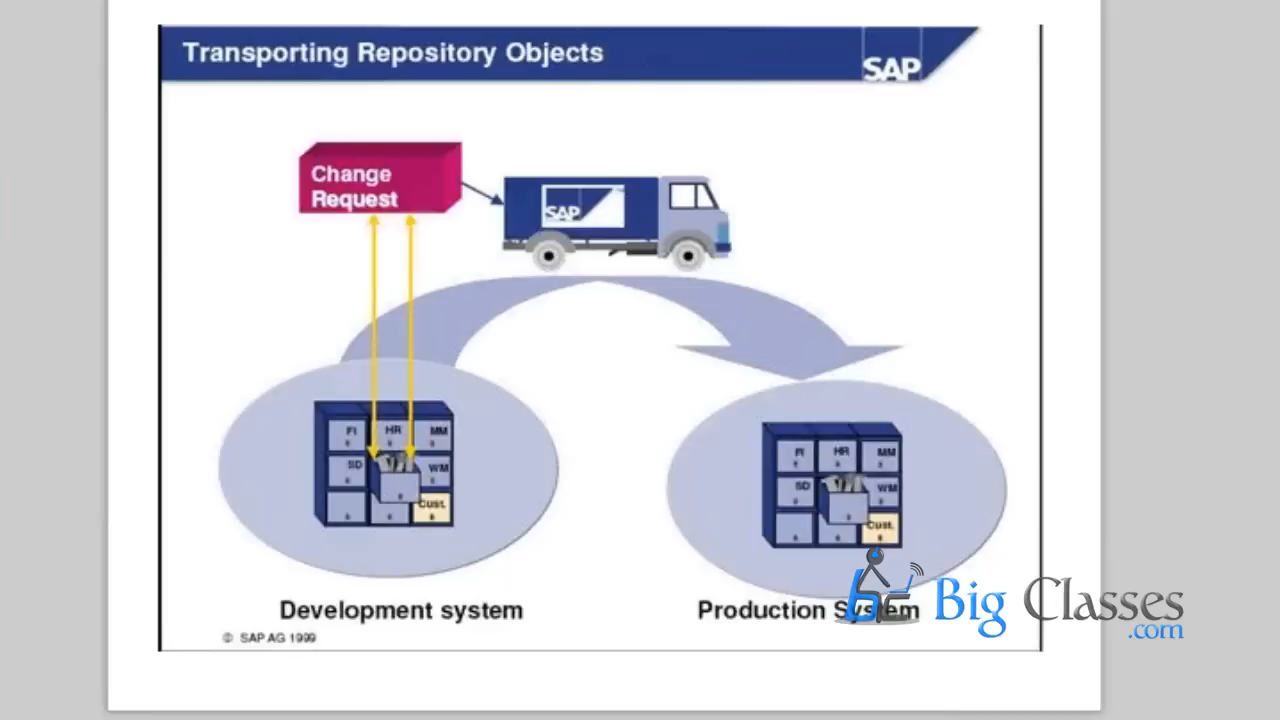 Transporting Repository Objects
SAP
Change
Request
SAP
FI HR MM
SD WM
Cust.
FI HR MM
SD WM
Cust.
Development system
Production System
© SAP AG 1999
Big Classes
.com